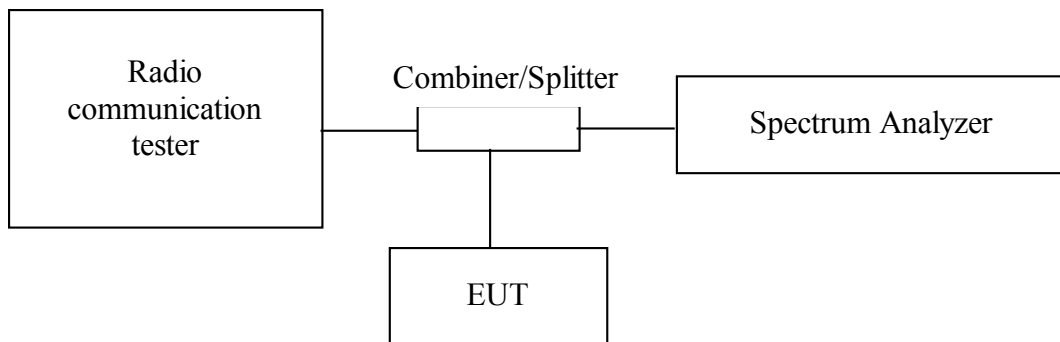 Radio
communication
tester
Combiner/Splitter
Spectrum Analyzer
EUT